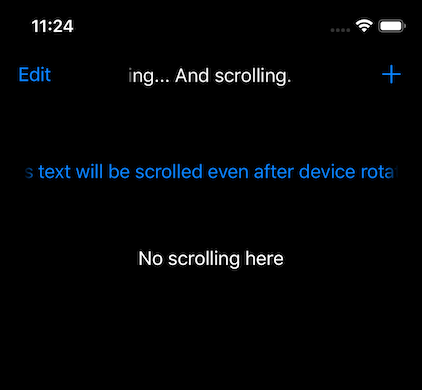 11:24
Edit ing... And scrolling. +
s text will be scrolled even after device rota
No scrolling here